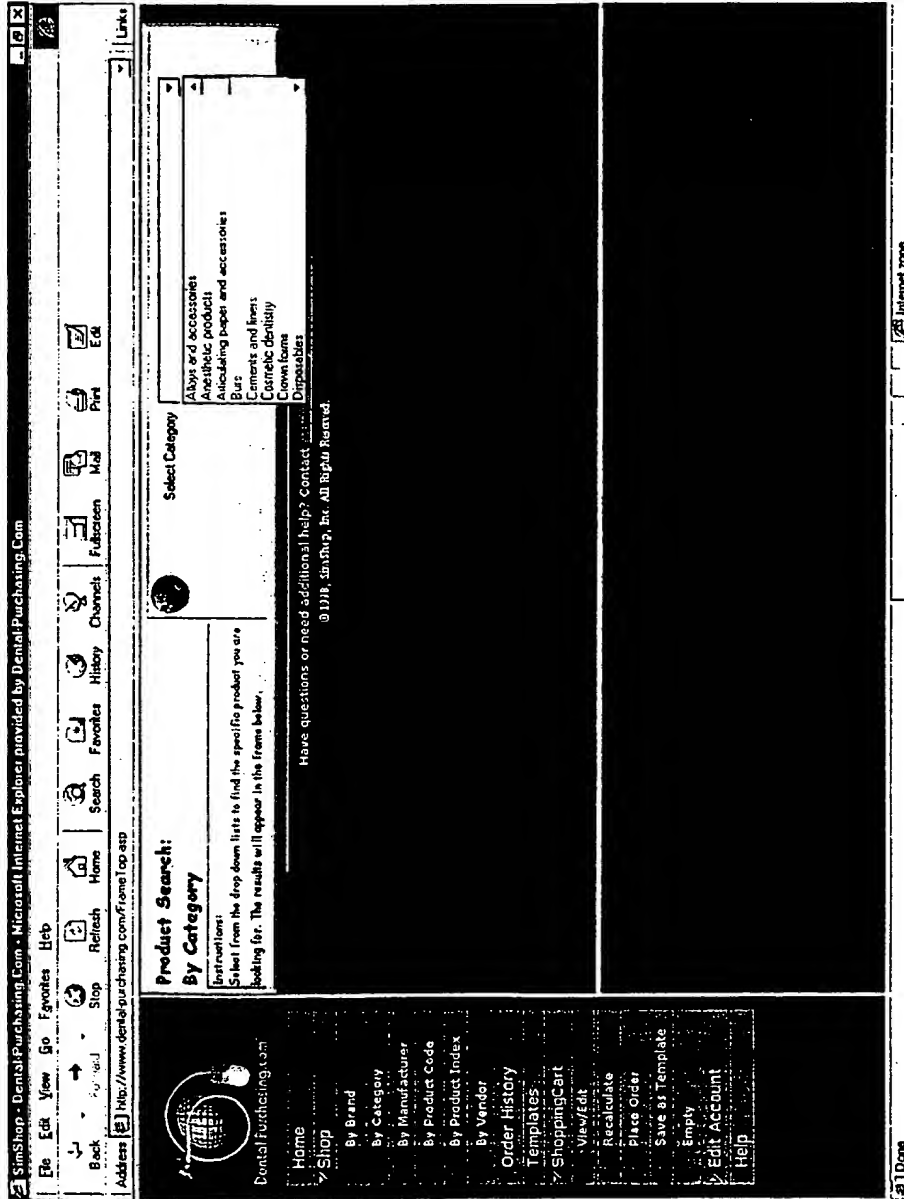 SimShop - Dental-Purchasing.Com - Microsoft Internet Explorer provided by Dental-Purchasing.Com
File Edit View Go Favorites Help
Back Forward Stop Refresh Home Search Favorites History Channels Fullscreen Mail Print Edit
Address http://www.dental-purchasing.com/FrameTop.asp Links
DentalPurchasing.com
Home
Shop
By Brand
By Category
By Manufacturer
By Product Code
By Product Index
By Vendor
Order History
Templates
ShoppingCart
View/Edit
Recalculate
Place Order
Save as Template
Empty
Edit Account
Help
Product Search:
By Category
Instructions:
Select from the drop down lists to find the specific product you are
looking for. The results will appear in the frame below.
Select Category
Alloys and accessories
Anesthetic products
Articulating paper and accessories
Burs
Cements and liners
Cosmetic dentistry
Crown forms
Disposables
Have questions or need additional help? Contact
© 1998, SimShop, Inc. All Rights Reserved.
Done Internet zone